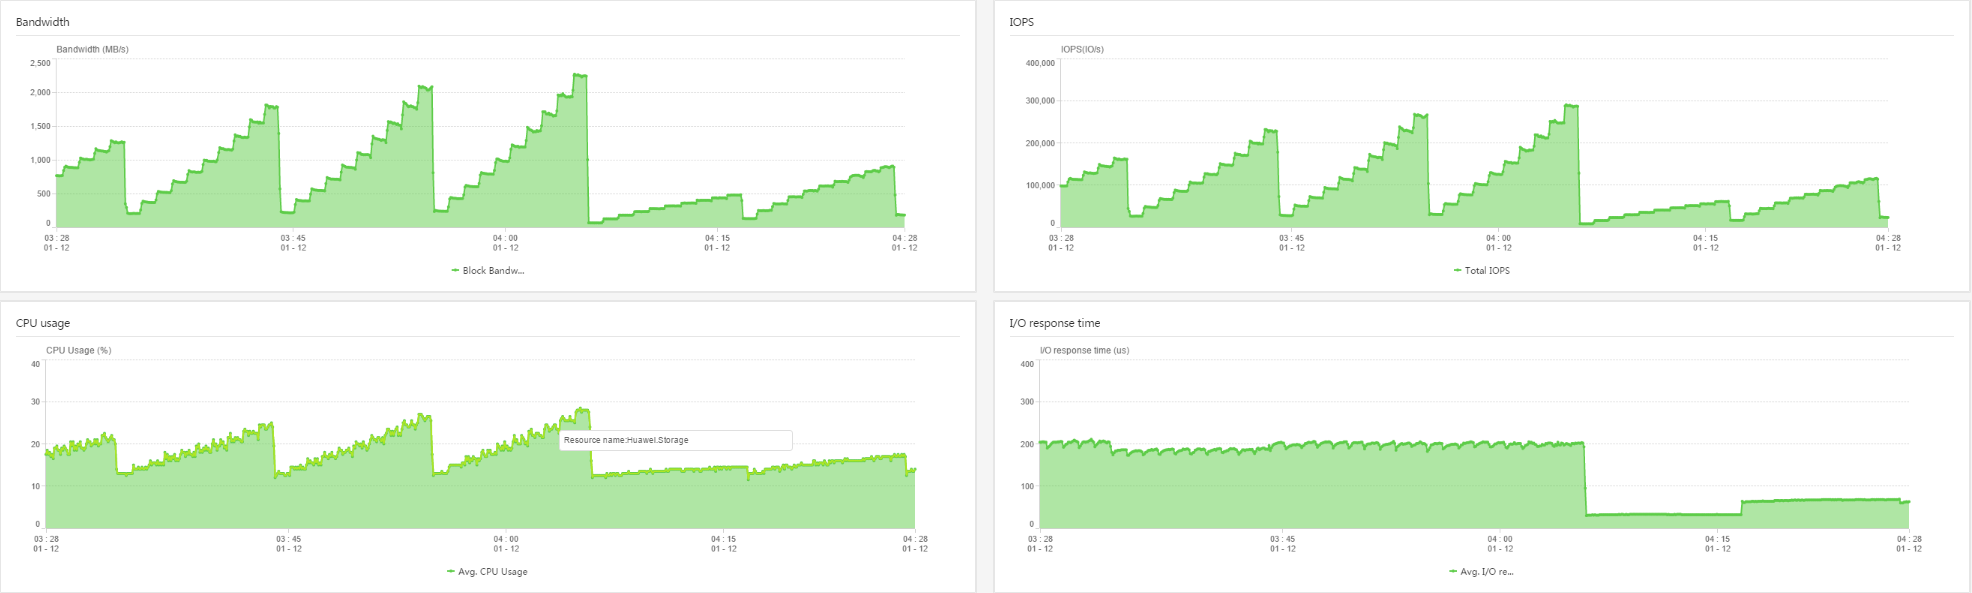 Bandwidth
Bandwidth (MB/s)
2,500
2,000
1,500
1,000
500
0
03 : 28
01 - 12
03 : 45
01 - 12
04 : 00
01 - 12
04 : 15
01 - 12
04 : 28
01 - 12
Block Bandw...
IOPS
IOPS(IO/s)
400,000
300,000
200,000
100,000
0
03 : 28
01 - 12
03 : 45
01 - 12
04 : 00
01 - 12
04 : 15
01 - 12
04 : 28
01 - 12
Total IOPS
CPU usage
CPU Usage (%)
40
30
20
10
0
Resource name:Huawei.Storage
03 : 28
01 - 12
03 : 45
01 - 12
04 : 00
01 - 12
04 : 15
01 - 12
04 : 28
01 - 12
Avg. CPU Usage
I/O response time
I/O response time (us)
400
300
200
100
0
03 : 28
01 - 12
03 : 45
01 - 12
04 : 00
01 - 12
04 : 15
01 - 12
04 : 28
01 - 12
Avg. I/O re...